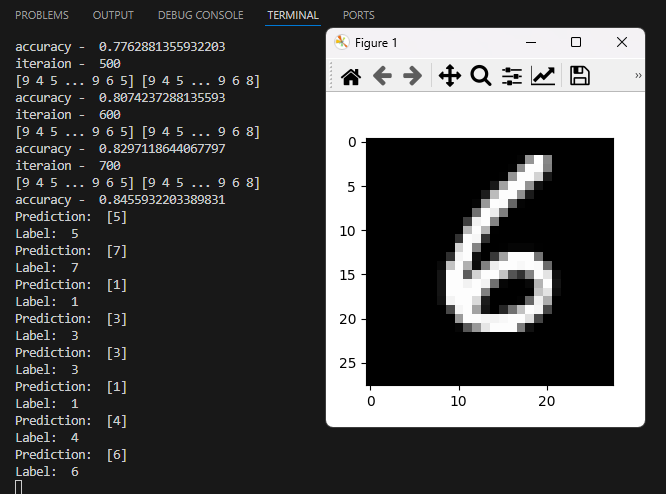 PROBLEMS OUTPUT DEBUG CONSOLE TERMINAL PORTS
accuracy -  0.7762881355932203
iteraion -  500
[9 4 5 ... 9 6 5] [9 4 5 ... 9 6 8]
accuracy -  0.8074237288135593
iteraion -  600
[9 4 5 ... 9 6 5] [9 4 5 ... 9 6 8]
accuracy -  0.8297118644067797
iteraion -  700
[9 4 5 ... 9 6 5] [9 4 5 ... 9 6 8]
accuracy -  0.8455932203389831
Prediction:  [5]
Label:  5
Prediction:  [7]
Label:  7
Prediction:  [1]
Label:  1
Prediction:  [3]
Label:  3
Prediction:  [3]
Label:  3
Prediction:  [1]
Label:  1
Prediction:  [4]
Label:  4
Prediction:  [6]
Label:  6
Figure 1
0
5
10
15
20
25
0 10 20
6